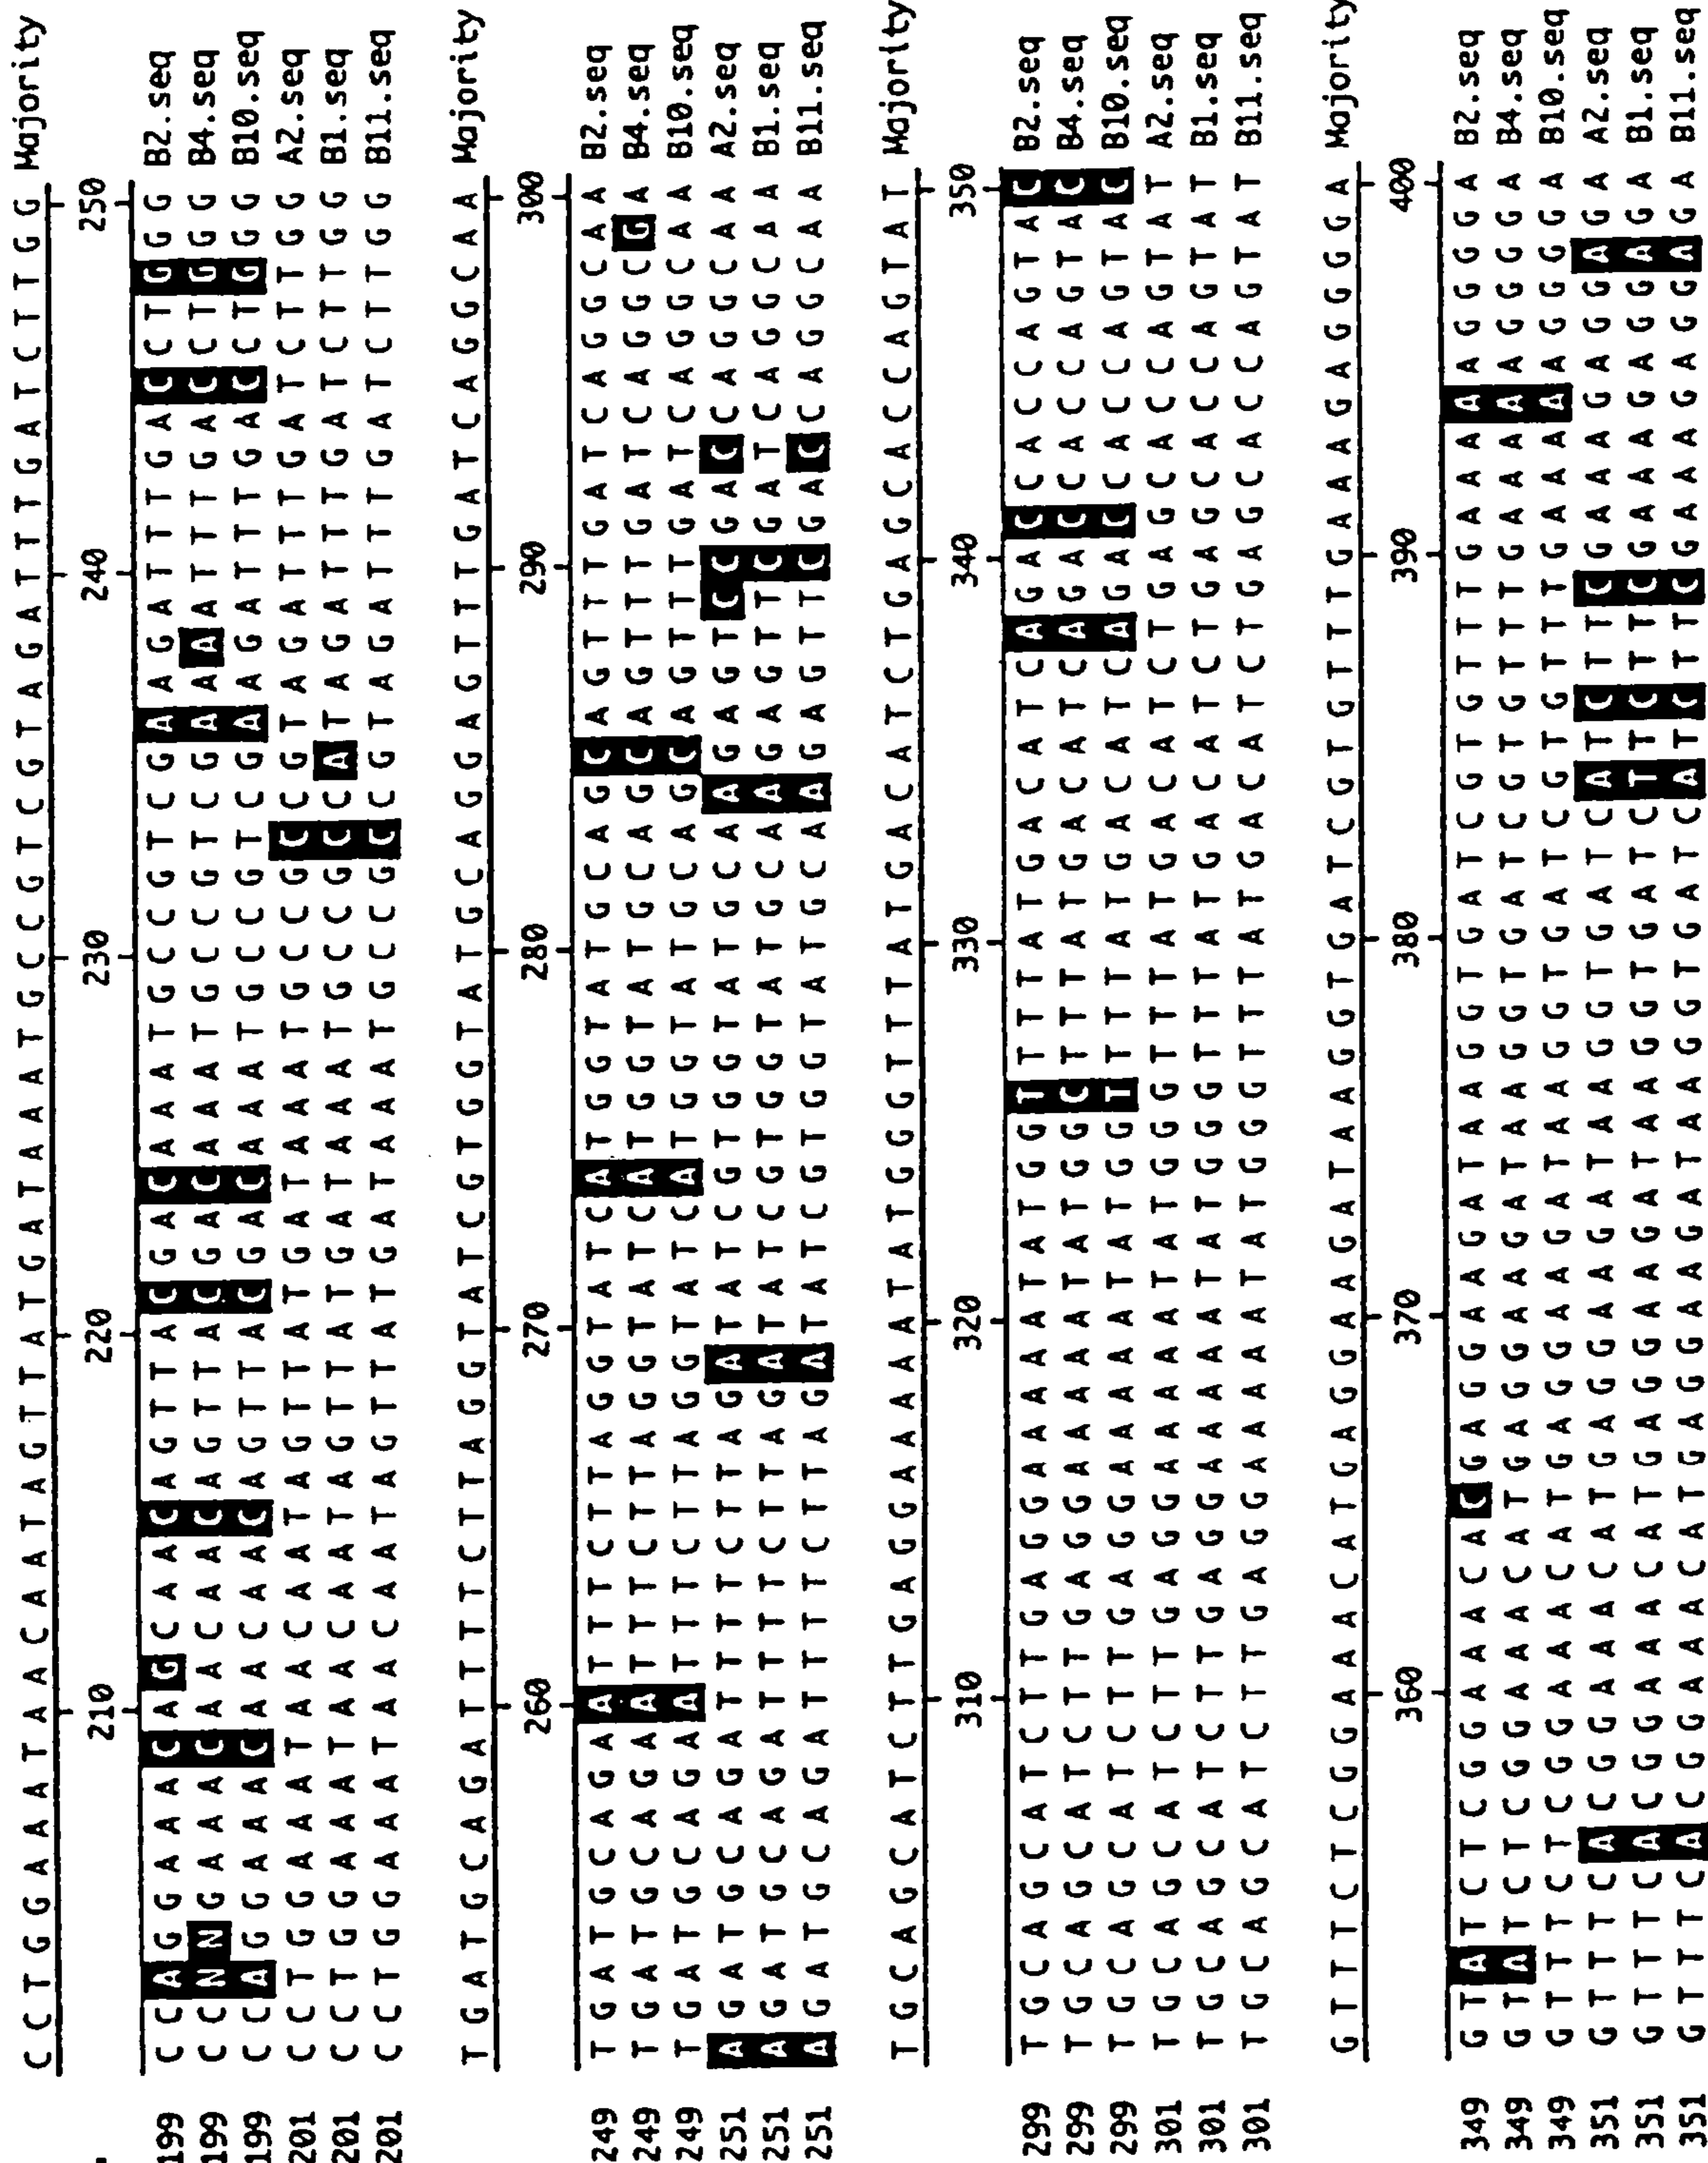 C C T G G A A A T A A C A A T A G T T A T G A T A A A T G C C G T C G T A G A T T T G A T C T T G G Majority
210 220 230 240 250
199 C C A G G A A A C A G C A A C A G T T A C G A C A A A T G C C G T C G A A G A T T T G A C C T G G G B2.seq
199 C C N N G A A A C A A C A A C A G T T A C G A C A A A T G C C G T C G A A A A T T T G A C C T G G G B4.seq
199 C C A G G A A A C A A C A A C A G T T A C G A C A A A T G C C G T C G A A G A T T T G A C C T G G G B10.seq
201 C C T G G A A A T A A C A A T A G T T A T G A T A A A T G C C G C C G T A G A T T T G A T C T T G G A2.seq
201 C C T G G A A A T A A C A A T A G T T A T G A T A A A T G C C G C C A T A G A T T T G A T C T T G G B1.seq
201 C C T G G A A A T A A C A A T A G T T A T G A T A A A T G C C G C C G T A G A T T T G A T C T T G G B11.seq
T G A T G C A G A T T T T C T T A G G T A T C G T G G T A T G C A G G A G T T T G A T C A G G C A A Majority
260 270 280 290 300
249 T G A T G C A G A A T T T C T T A G G T A T C A T G G T A T G C A G C A G T T T G A T C A G G C A A B2.seq
249 T G A T G C A G A A T T T C T T A G G T A T C A T G G T A T G C A G C A G T T T G A T C A G G C G A B4.seq
249 T G A T G C A G A A T T T C T T A G G T A T C A T G G T A T G C A G C A G T T T G A T C A G G C A A B10.seq
251 A G A T G C A G A T T T T C T T A G A T A T C G T G G T A T G C A A G A G T C C G A C C A G G C A A A2.seq
251 A G A T G C A G A T T T T C T T A G A T A T C G T G G T A T G C A A G A G T T C G A T C A G G C A A B1.seq
251 A G A T G C A G A T T T T C T T A G A T A T C G T G G T A T G C A A G A G T T C G A C C A G G C A A B11.seq
T G C A G C A T C T T G A G G A A A A A T A T G G G T T T A T G A C A T C T G A G C A C C A G T A T Majority
310 320 330 340 350
299 T G C A G C A T C T T G A G G A A A A A T A T G G T T T T A T G A C A T C A G A C C A C C A G T A C B2.seq
299 T G C A G C A T C T T G A G G A A A A A T A T G G C T T T A T G A C A T C A G A C C A C C A G T A C B4.seq
299 T G C A G C A T C T T G A G G A A A A A T A T G G T T T T A T G A C A T C A G A C C A C C A G T A C B10.seq
301 T G C A G C A T C T T G A G G A A A A A T A T G G G T T T A T G A C A T C T G A G C A C C A G T A T A2.seq
301 T G C A G C A T C T T G A G G A A A A A T A T G G G T T T A T G A C A T C T G A G C A C C A G T A T B1.seq
301 T G C A G C A T C T T G A G G A A A A A T A T G G G T T T A T G A C A T C T G A G C A C C A G T A T B11.seq
G T T T C T C G G A A A C A T G A G G A A G A T A A G G T G A T C G T G T T T G A A A G A G G G G A Majority
360 370 380 390 400
349 G T A T C T C G G A A A C A C G A G G A A G A T A A G G T G A T C G T G T T T G A A A A A G G G G A B2.seq
349 G T A T C T C G G A A A C A T G A G G A A G A T A A G G T G A T C G T G T T T G A A A A A G G G G A B4.seq
349 G T T T C T C G G A A A C A T G A G G A A G A T A A G G T G A T C G T G T T T G A A A A A G G G G A B10.seq
351 G T T T C A C G G A A A C A T G A G G A A G A T A A G G T G A T C A T C T T C G A A A G A G G A G A A2.seq
351 G T T T C A C G G A A A C A T G A G G A A G A T A A G G T G A T C T T C T T C G A A A G A G G A G A B1.seq
351 G T T T C A C G G A A A C A T G A G G A A G A T A A G G T G A T C A T C T T C G A A A G A G G A G A B11.seq